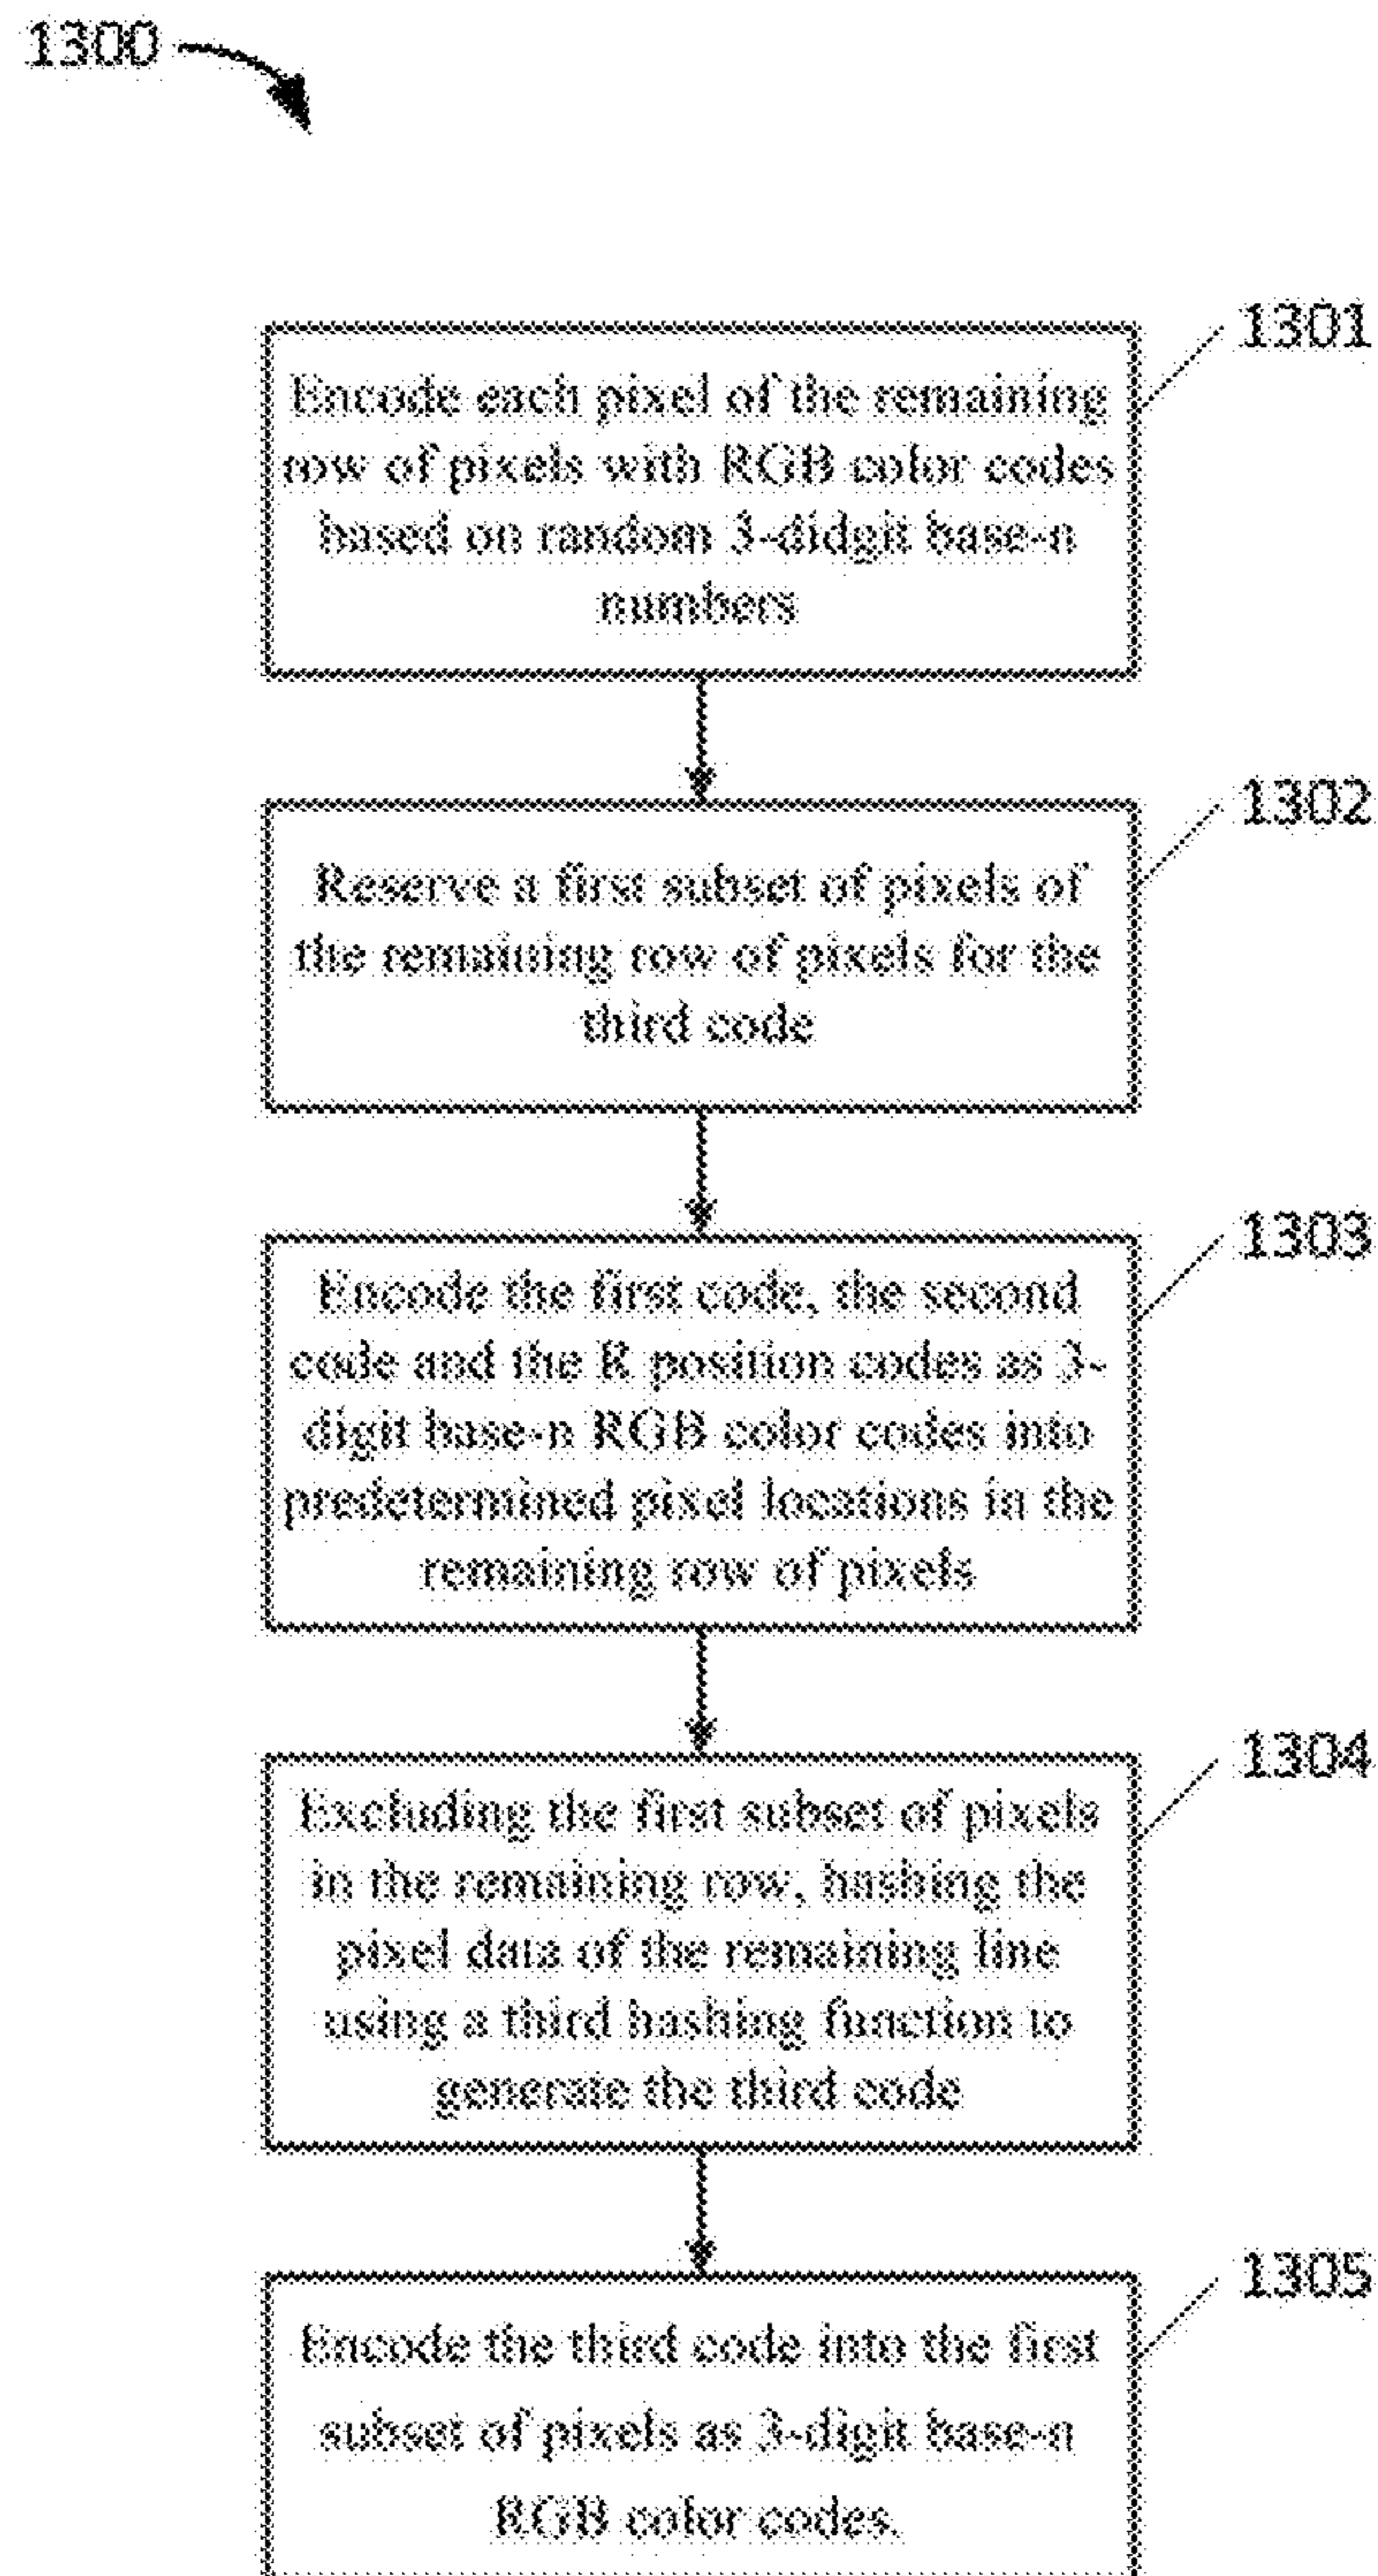 1300
1301
Encode each pixel of the remaining
row of pixels with RGB color codes
based on random 3-didgit base-n
numbers
1302
Reserve a first subset of pixels of
the remaining row of pixels for the
third code
1303
Encode the first code, the second
code and the R position codes as 3-
digit base-n RGB color codes into
predetermined pixel locations in the
remaining row of pixels
1304
Excluding the first subset of pixels
in the remaining row, hashing the
pixel data of the remaining line
using a third hashing function to
generate the third code
1305
Encode the third code into the first
subset of pixels as 3-digit base-n
RGB color codes.